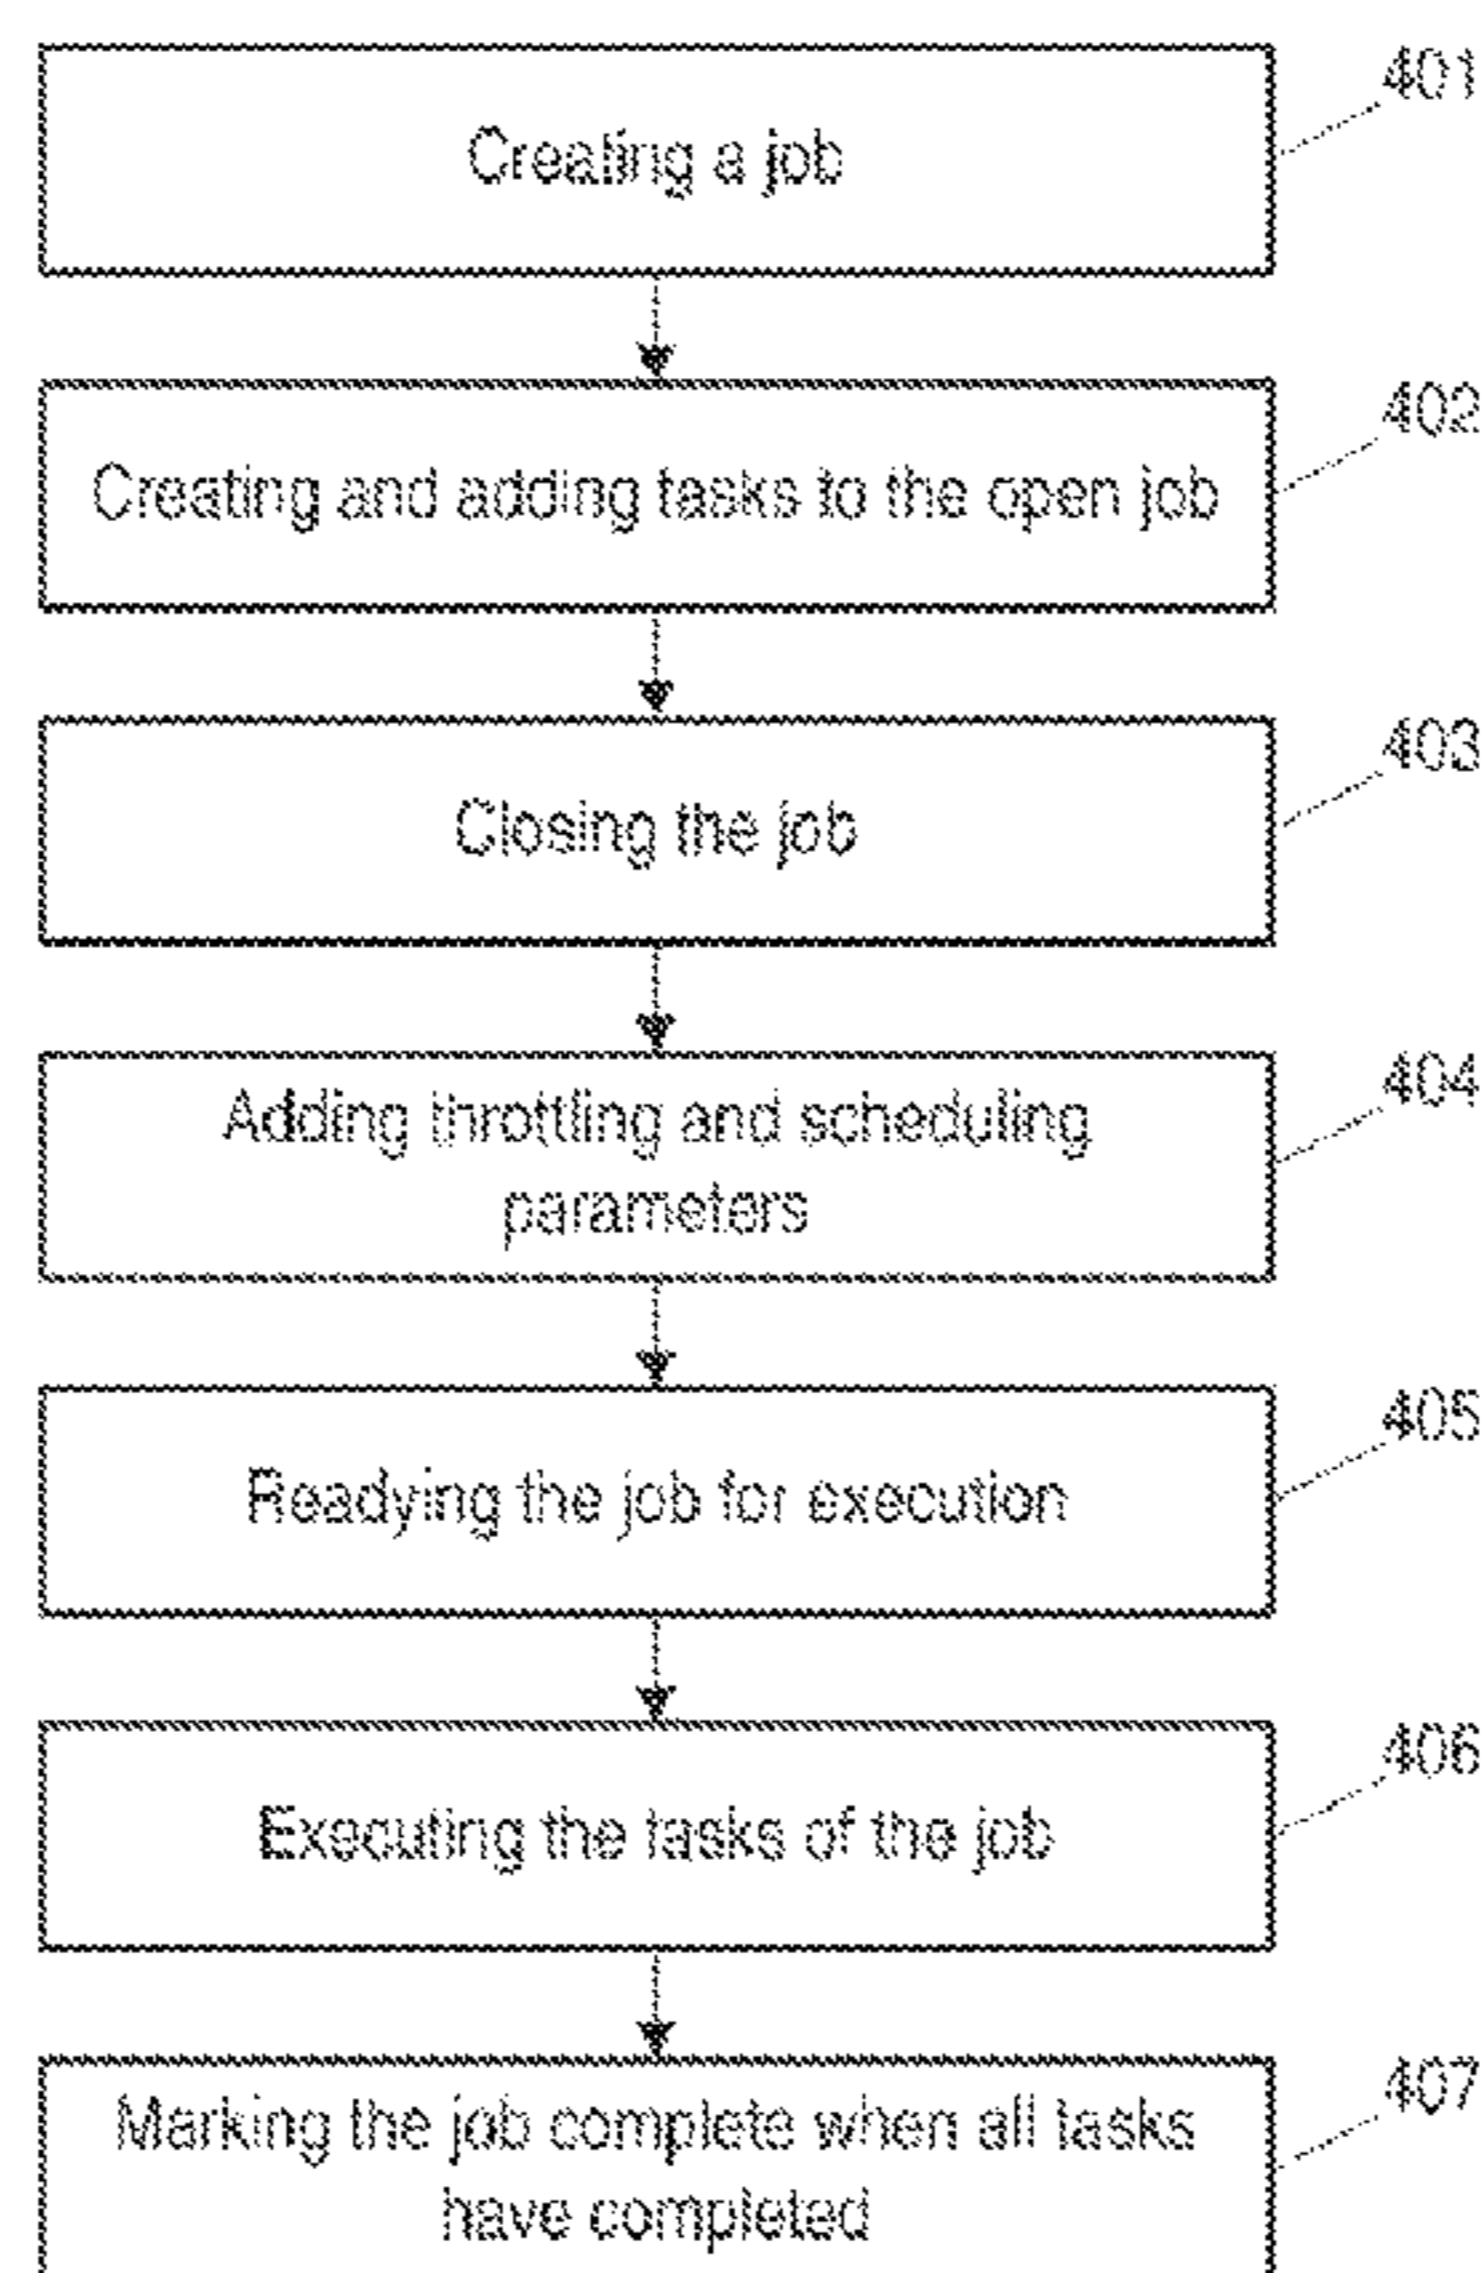 401
Creating a job
402
Creating and adding tasks to the open job
403
Closing the job
404
Adding throttling and scheduling
parameters
405
Readying the job for execution
406
Executing the tasks of the job
407
Marking the job complete when all tasks
have completed